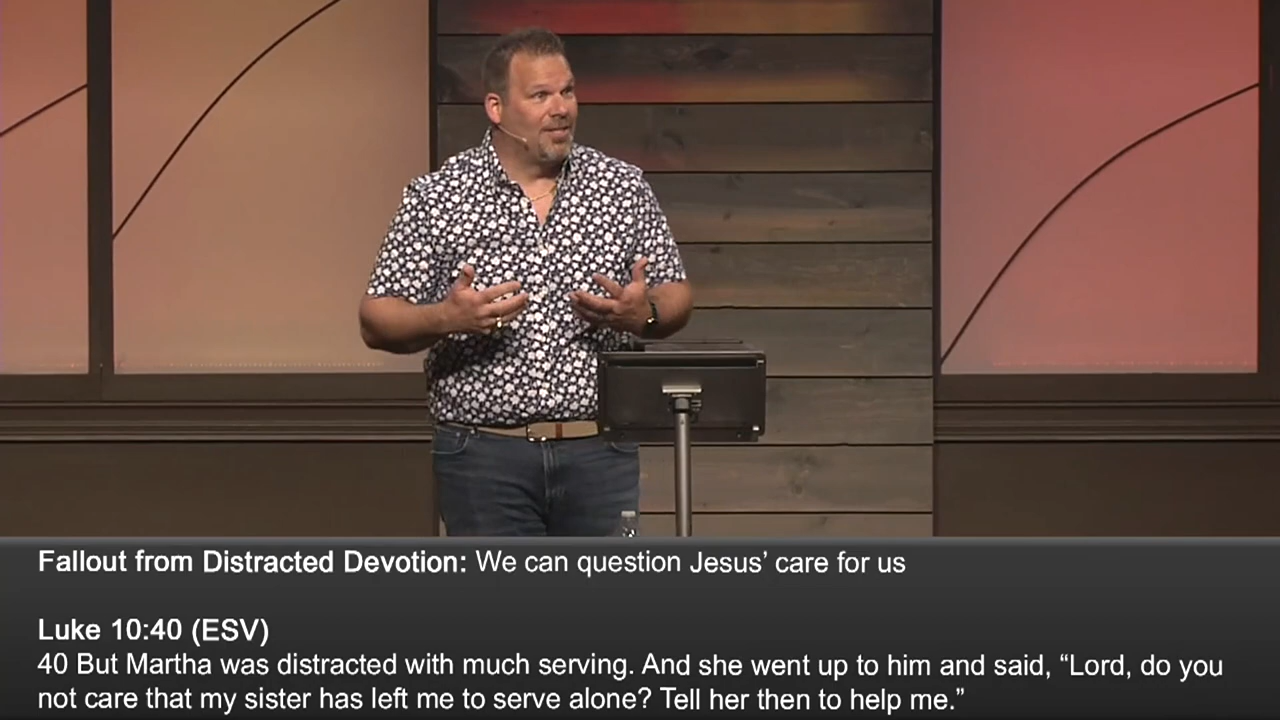 Fallout from Distracted Devotion: We can question Jesus’ care for us
Luke 10:40 (ESV)
40 But Martha was distracted with much serving. And she went up to him and said, “Lord, do you
not care that my sister has left me to serve alone? Tell her then to help me.”